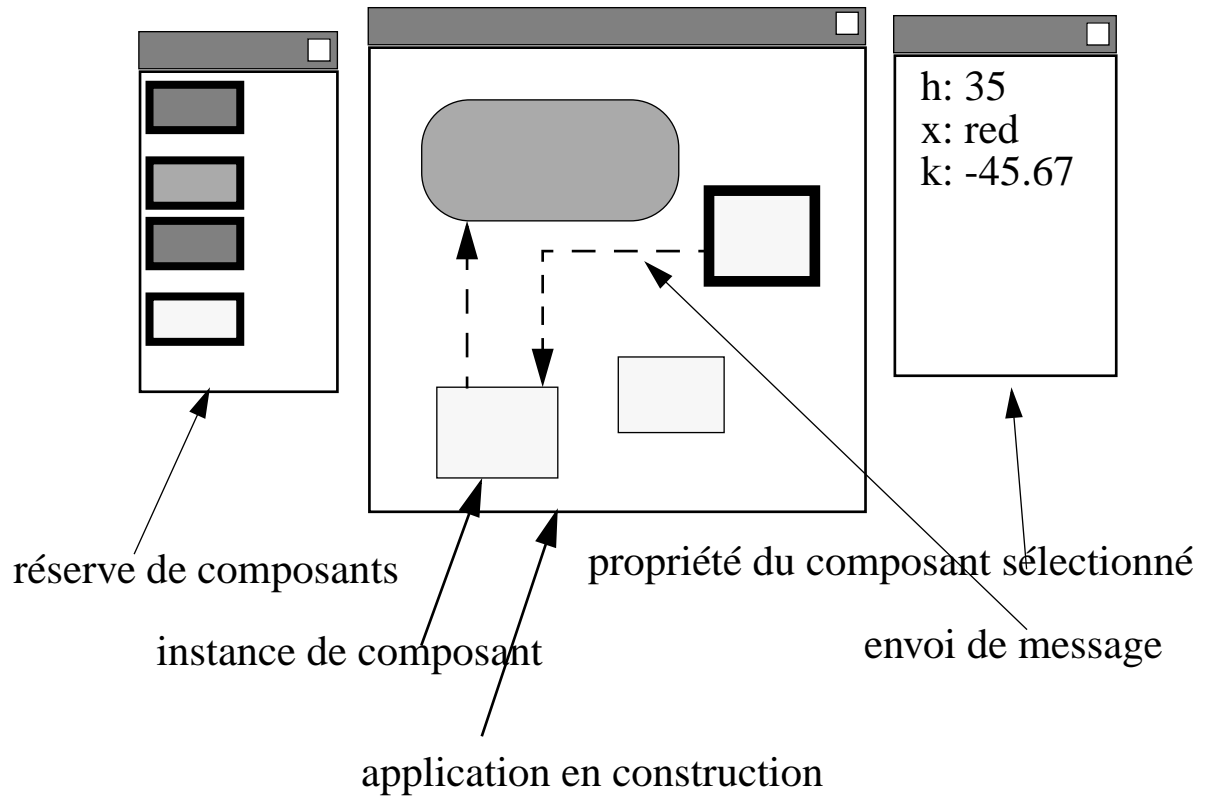 h: 35
x: red
k: -45.67
réserve de composants
propriété du composant sélectionné
instance de composant
envoi de message
application en construction